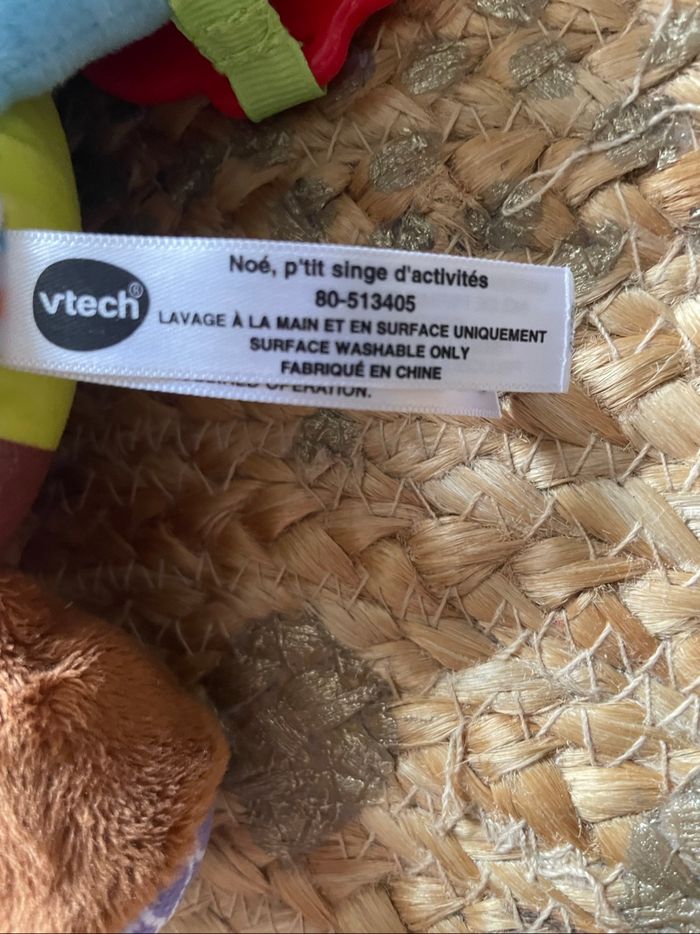 vtech®
Noé, p'tit singe d'activités
80-513405
LAVAGE À LA MAIN ET EN SURFACE UNIQUEMENT
SURFACE WASHABLE ONLY
FABRIQUÉ EN CHINE
OPERATION.